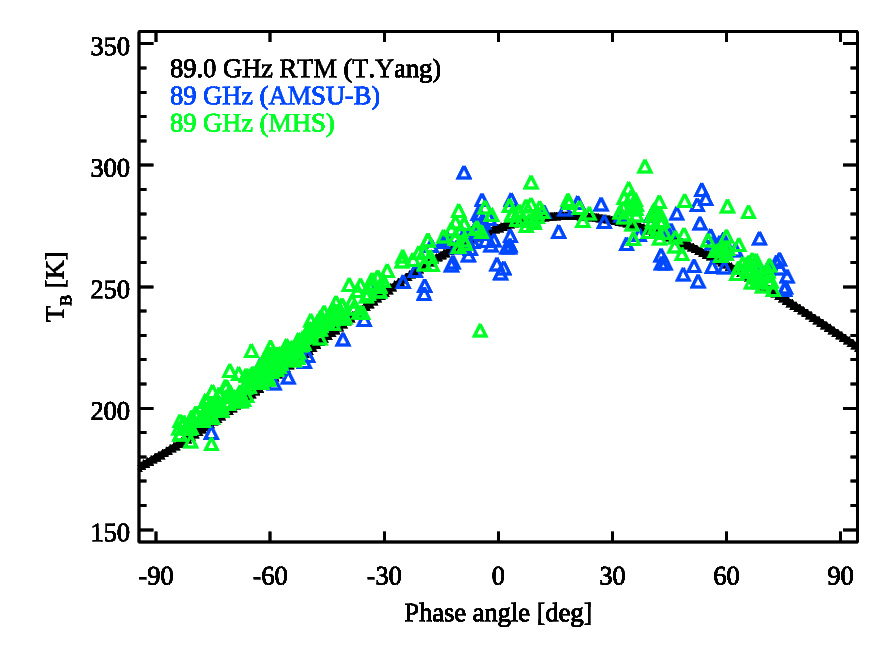 350
300
250
200
150
T_B [K]
89.0 GHz RTM (T.Yang)
89 GHz (AMSU-B)
89 GHz (MHS)
-90 -60 -30 0 30 60 90
Phase angle [deg]